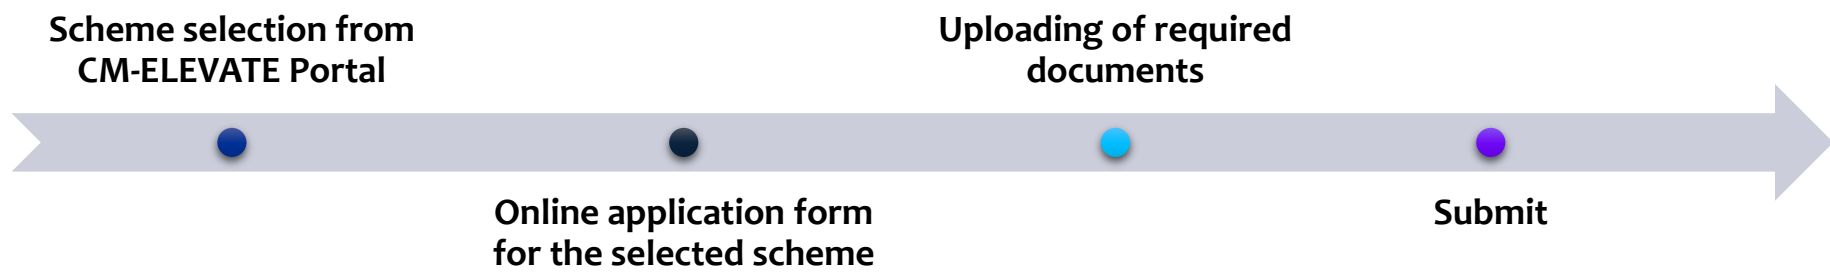 Scheme selection from
CM-ELEVATE Portal
Online application form
for the selected scheme
Uploading of required
documents
Submit